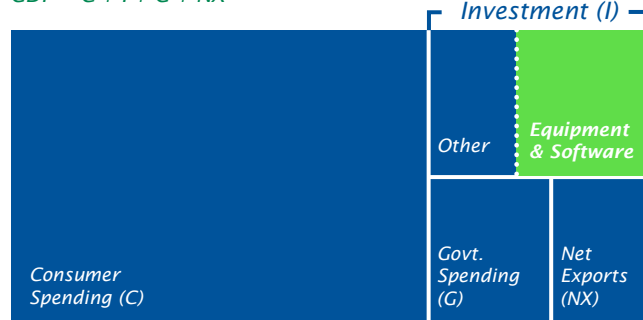 Investment (I)
Other
Equipment
& Software
Consumer
Spending (C)
Govt.
Spending
(G)
Net
Exports
(NX)